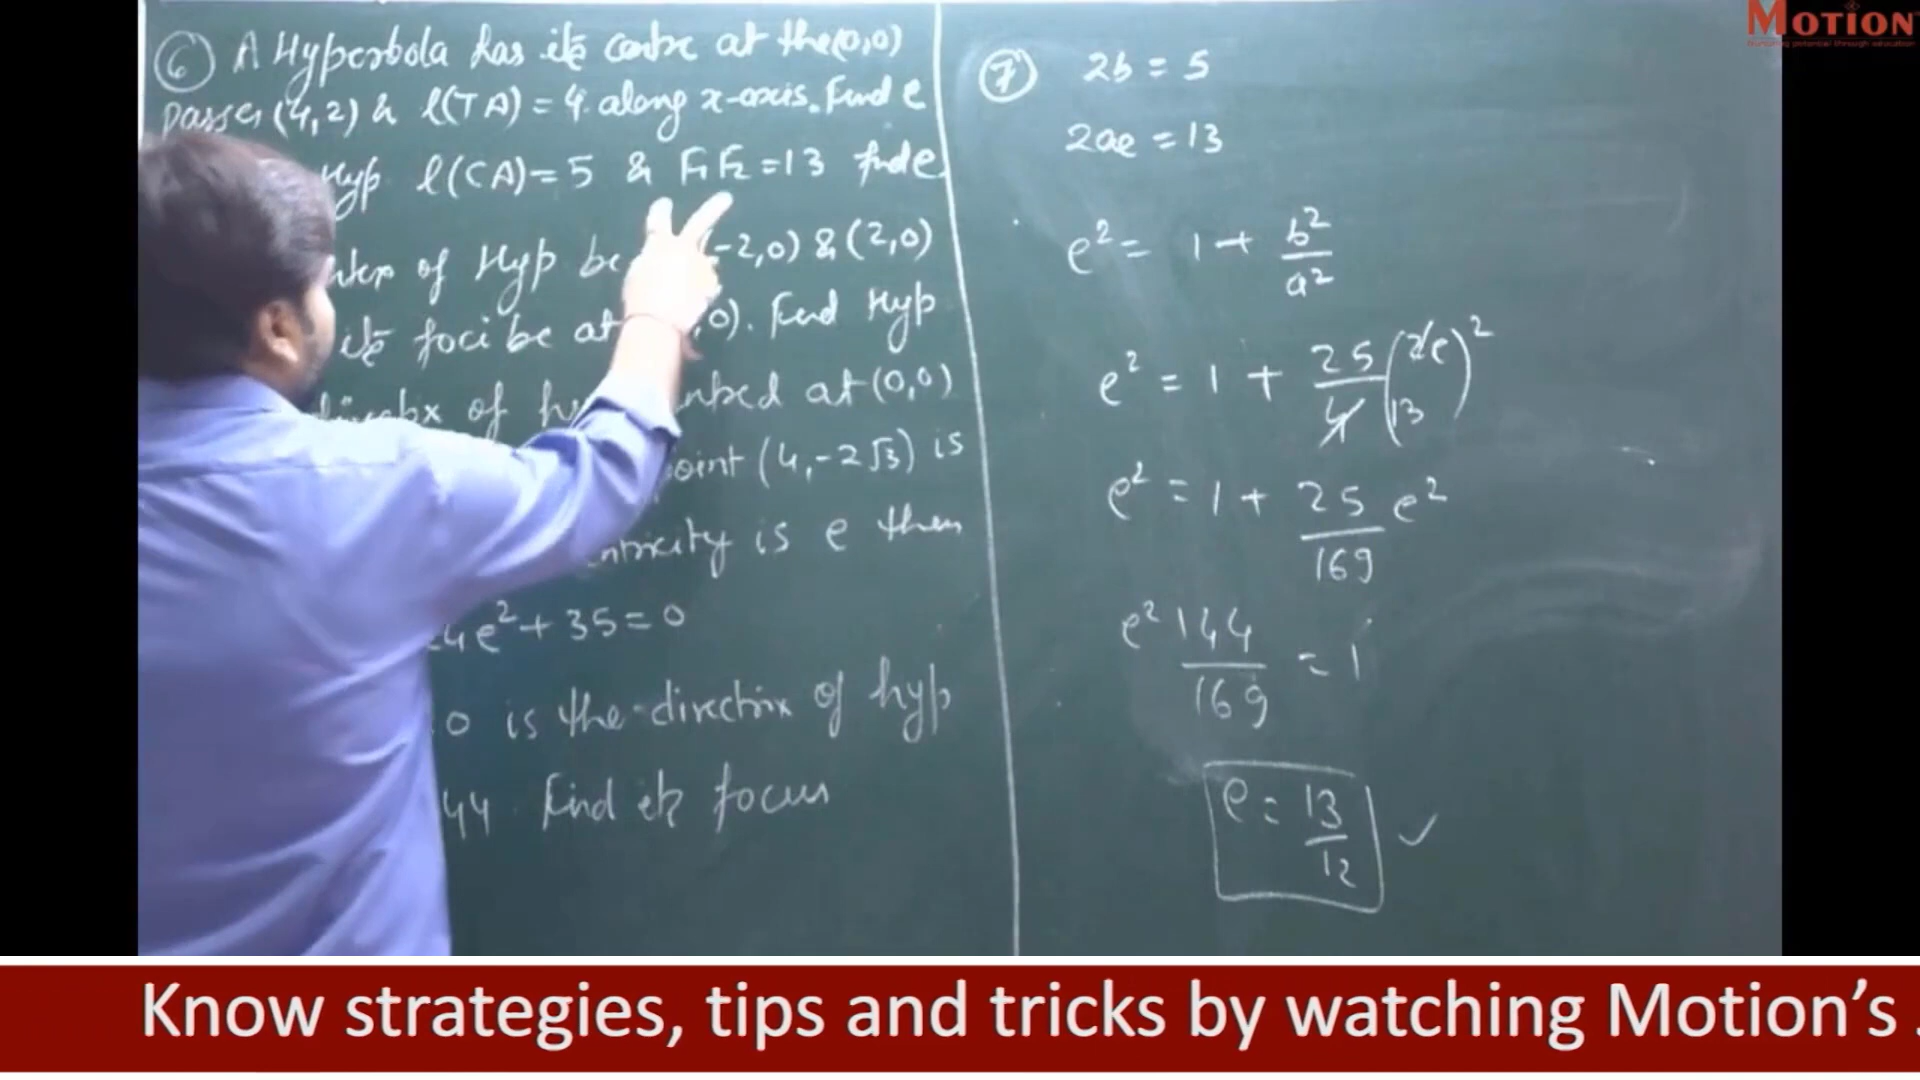 ⑥ A Hyperbola has its centre at the (0,0)
passes (4,2) & l(TA) = 4 along x-axis. Find e
Hyp l(CA) = 5 & F₁F₂ = 13 find e
of Hyp be (-2,0) & (2,0)
its foci be at ,0). Find Hyp
directrix of at (0,0)
point (4,-2√3) is
is e then
4e² + 35 = 0
0 is the directrix of hyp
44 Find its focus
⑦ 2b = 5
2ae = 13
e² = 1 + b²/a²
e² = 1 + 25/4 (2e/13)²
e² = 1 + 25/169 e²
e² 144/169 = 1
e = 13/12 ✓
MOTION
Know strategies, tips and tricks by watching Motion's